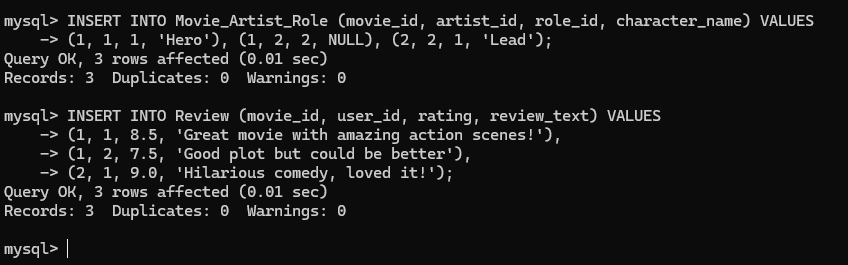 mysql> INSERT INTO Movie_Artist_Role (movie_id, artist_id, role_id, character_name) VALUES
    -> (1, 1, 1, 'Hero'), (1, 2, 2, NULL), (2, 2, 1, 'Lead');
Query OK, 3 rows affected (0.01 sec)
Records: 3  Duplicates: 0  Warnings: 0

mysql> INSERT INTO Review (movie_id, user_id, rating, review_text) VALUES
    -> (1, 1, 8.5, 'Great movie with amazing action scenes!'),
    -> (1, 2, 7.5, 'Good plot but could be better'),
    -> (2, 1, 9.0, 'Hilarious comedy, loved it!');
Query OK, 3 rows affected (0.01 sec)
Records: 3  Duplicates: 0  Warnings: 0

mysql>